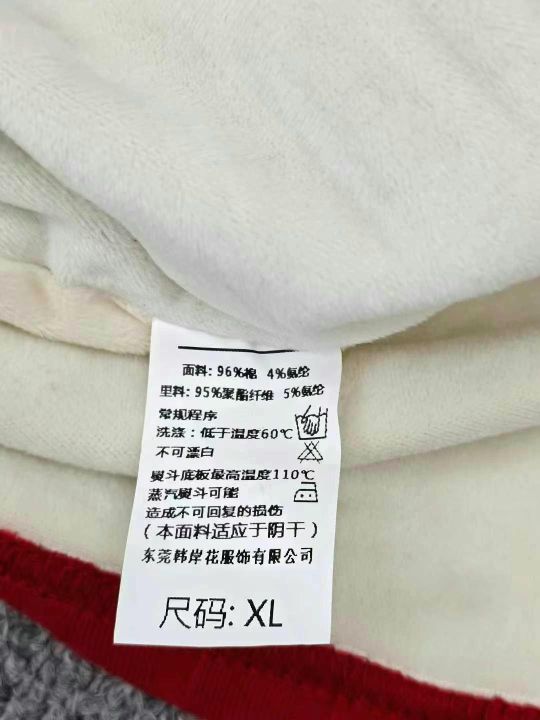 面料: 96%棉 4%氨纶
里料: 95%聚酯纤维 5%氨纶
常规程序
洗涤: 低于温度60℃
不可漂白
熨斗底板最高温度110℃
蒸汽熨斗可能
造成不可回复的损伤
(本面料适应于阴干)
东莞韩岸花服饰有限公司
尺码: XL